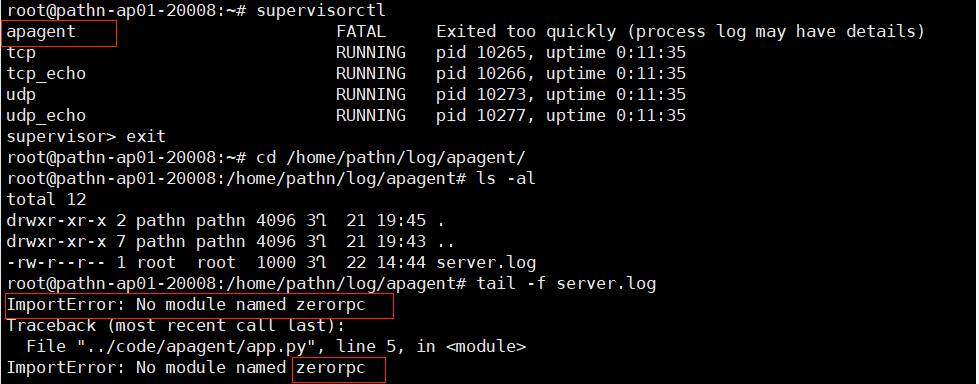 root@pathn-ap01-20008:~# supervisorctl
apagent FATAL Exited too quickly (process log may have details)
tcp RUNNING pid 10265, uptime 0:11:35
tcp_echo RUNNING pid 10266, uptime 0:11:35
udp RUNNING pid 10273, uptime 0:11:35
udp_echo RUNNING pid 10277, uptime 0:11:35
supervisor> exit
root@pathn-ap01-20008:~# cd /home/pathn/log/apagent/
root@pathn-ap01-20008:/home/pathn/log/apagent# ls -al
total 12
drwxr-xr-x 2 pathn pathn 4096 3 21 19:45 .
drwxr-xr-x 7 pathn pathn 4096 3 21 19:43 ..
-rw-r--r-- 1 root root 1000 3 22 14:44 server.log
root@pathn-ap01-20008:/home/pathn/log/apagent# tail -f server.log
ImportError: No module named zerorpc
Traceback (most recent call last):
File "../code/apagent/app.py", line 5, in <module>
ImportError: No module named zerorpc